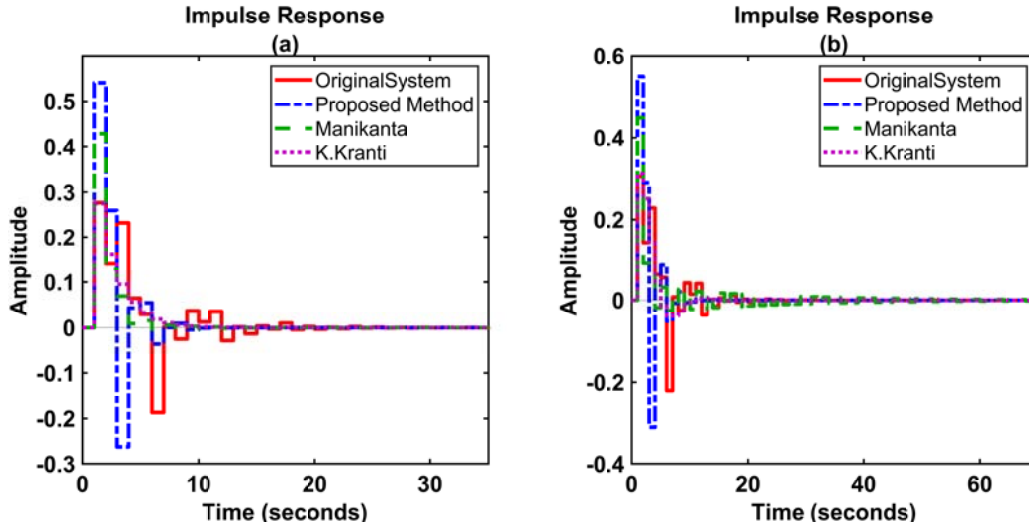 Impulse Response
(a)
OriginalSystem
Proposed Method
Manikanta
K.Kranti
0.5
0.4
0.3
0.2
0.1
0
-0.1
-0.2
-0.3
Amplitude
0 10 20 30
Time (seconds)
Impulse Response
(b)
OriginalSystem
Proposed Method
Manikanta
K.Kranti
0.6
0.4
0.2
0
-0.2
-0.4
Amplitude
0 20 40 60
Time (seconds)